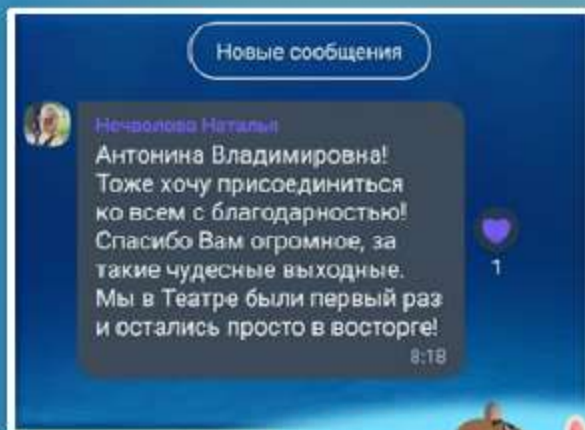 Новые сообщения
Нечволова Наталья
Антонина Владимировна!
Тоже хочу присоединиться
ко всем с благодарностью!
Спасибо Вам огромное, за
такие чудесные выходные.
Мы в Театре были первый раз
и остались просто в восторге!
8:18
1